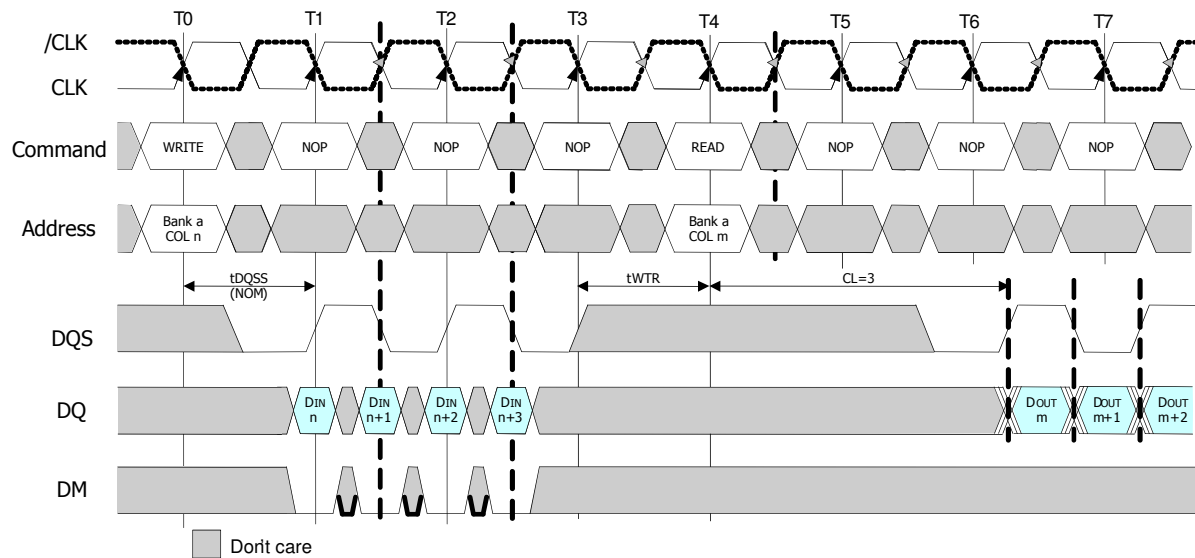 T0 T1 T2 T3 T4 T5 T6 T7
/CLK
CLK
Command WRITE NOP NOP NOP READ NOP NOP NOP
Address Bank a COL n Bank a COL m
tDQSS (NOM) tWTR CL=3
DQS
DQ DIN n DIN n+1 DIN n+2 DIN n+3 DOUT m DOUT m+1 DOUT m+2
DM
Don't care